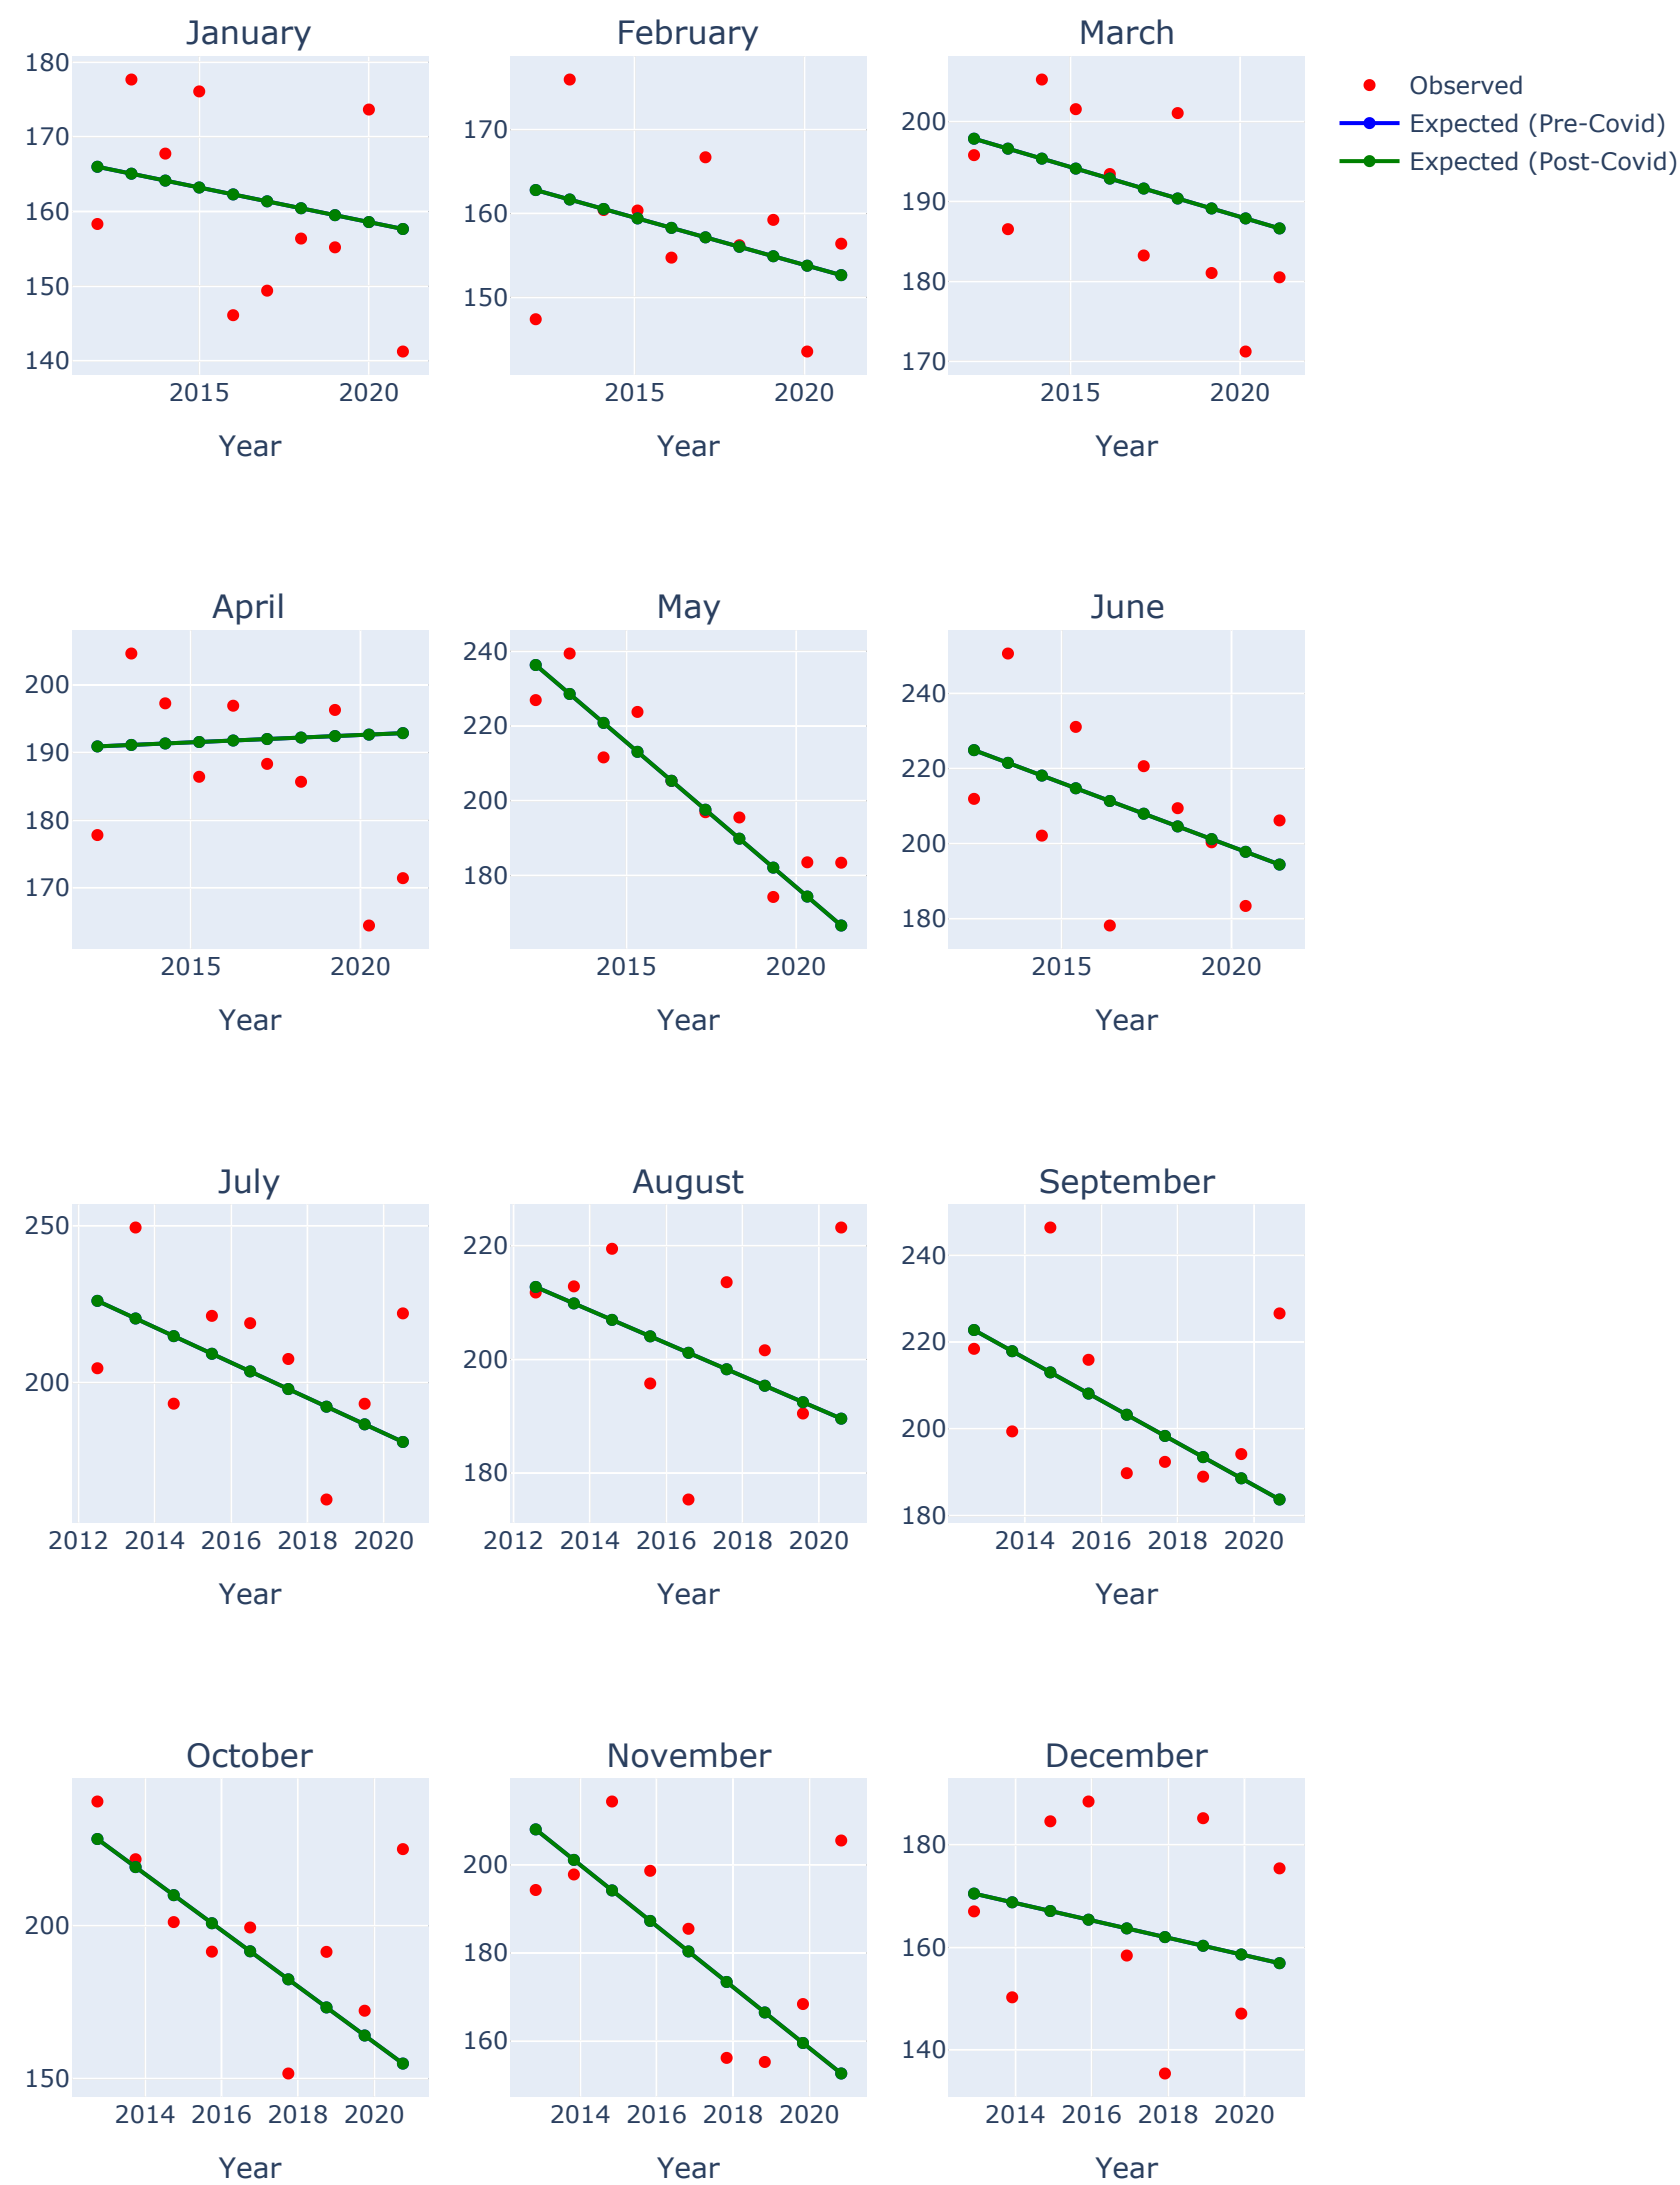 January
February
March
180
170
160
150
140
2015
2020
Year
170
160
150
2015
2020
Year
200
190
180
170
2015
2020
Year
Observed
Expected (Pre-Covid)
Expected (Post-Covid)
April
May
June
200
190
180
170
2015
2020
Year
240
220
200
180
2015
2020
Year
240
220
200
180
2015
2020
Year
July
August
September
250
200
2012 2014 2016 2018 2020
Year
220
200
180
2012 2014 2016 2018 2020
Year
240
220
200
180
2014 2016 2018 2020
Year
October
November
December
200
150
2014 2016 2018 2020
Year
200
180
160
2014 2016 2018 2020
Year
180
160
140
2014 2016 2018 2020
Year